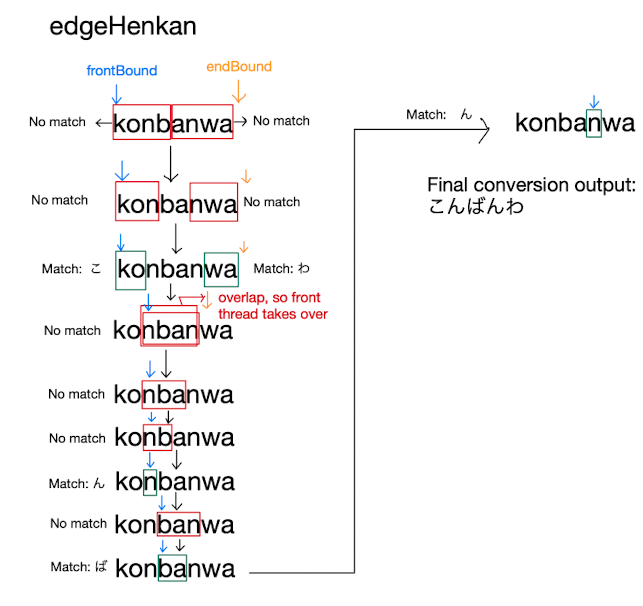 edgeHenkan
frontBound
endBound
No match
konbanwa
No match
No match
konbanwa
No match
Match: こ
konbanwa
Match: わ
overlap, so front
thread takes over
No match
konbanwa
No match
konbanwa
No match
konbanwa
Match: ん
konbanwa
No match
konbanwa
Match: ば
konbanwa
Match: ん
konbanwa
Final conversion output:
こんばんわ